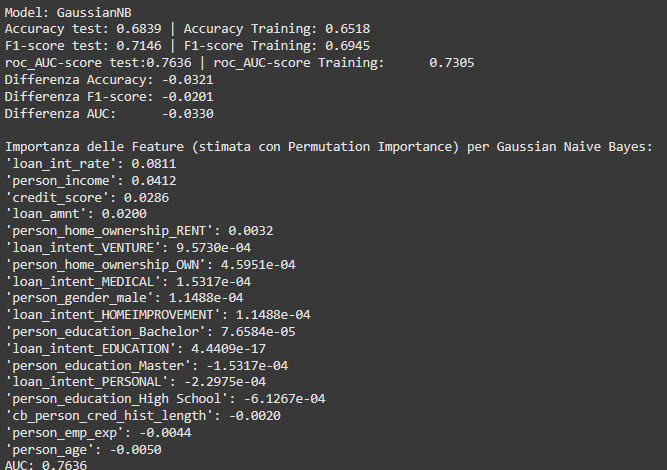 Model: GaussianNB
Accuracy test: 0.6839 | Accuracy Training: 0.6518
F1-score test: 0.7146 | F1-score Training: 0.6945
roc_AUC-score test:0.7636 | roc_AUC-score Training:      0.7305
Differenza Accuracy: -0.0321
Differenza F1-score: -0.0201
Differenza AUC:      -0.0330

Importanza delle Feature (stimata con Permutation Importance) per Gaussian Naive Bayes:
'loan_int_rate': 0.0811
'person_income': 0.0412
'credit_score': 0.0286
'loan_amnt': 0.0200
'person_home_ownership_RENT': 0.0032
'loan_intent_VENTURE': 9.5730e-04
'person_home_ownership_OWN': 4.5951e-04
'loan_intent_MEDICAL': 1.5317e-04
'person_gender_male': 1.1488e-04
'loan_intent_HOMEIMPROVEMENT': 1.1488e-04
'person_education_Bachelor': 7.6584e-05
'loan_intent_EDUCATION': 4.4409e-17
'person_education_Master': -1.5317e-04
'loan_intent_PERSONAL': -2.2975e-04
'person_education_High School': -6.1267e-04
'cb_person_cred_hist_length': -0.0020
'person_emp_exp': -0.0044
'person_age': -0.0050
AUC: 0.7636